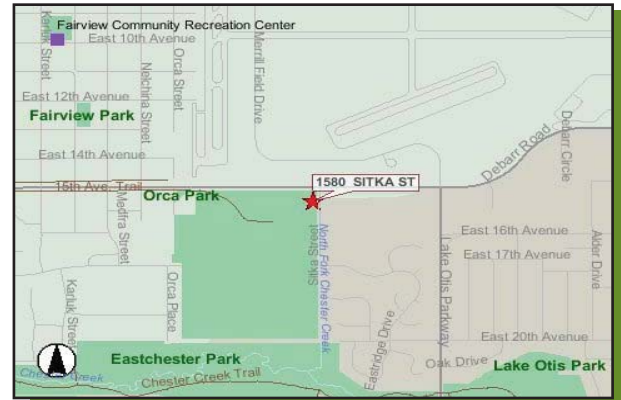 Fairview Community Recreation Center
Karluk Street
East 10th Avenue
Orca Street
Merrill Field Drive
Nelchina Street
East 12th Avenue
Fairview Park
Debarr Circle
East 14th Avenue
Debarr Road
1580 SITKA ST
15th Ave. Trail
Orca Park
Medfra Street
Sitka Street
North Fork Chester Creek
Lake Otis Parkway
East 16th Avenue
East 17th Avenue
Alder Drive
Karluk Street
Orca Place
Eastridge Drive
East 20th Avenue
Eastchester Park
Oak Drive
Lake Otis Park
Chester Creek
Chester Creek Trail